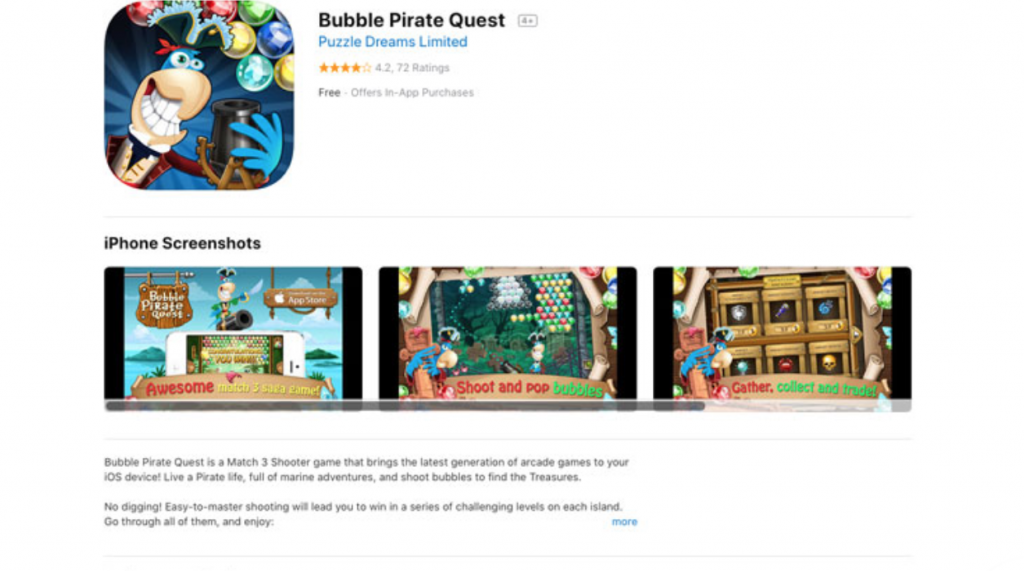 Bubble Pirate Quest 4+
Puzzle Dreams Limited
4.2, 72 Ratings
Free · Offers In-App Purchases
iPhone Screenshots
Bubble
Pirate
Quest
App Store
YOU WIN!
Awesome match 3 saga game!
Shoot and pop bubbles
Gather, collect and trade!
Bubble Pirate Quest is a Match 3 Shooter game that brings the latest generation of arcade games to your
iOS device! Live a Pirate life, full of marine adventures, and shoot bubbles to find the Treasures.
No digging! Easy-to-master shooting will lead you to win in a series of challenging levels on each island.
Go through all of them, and enjoy:
more